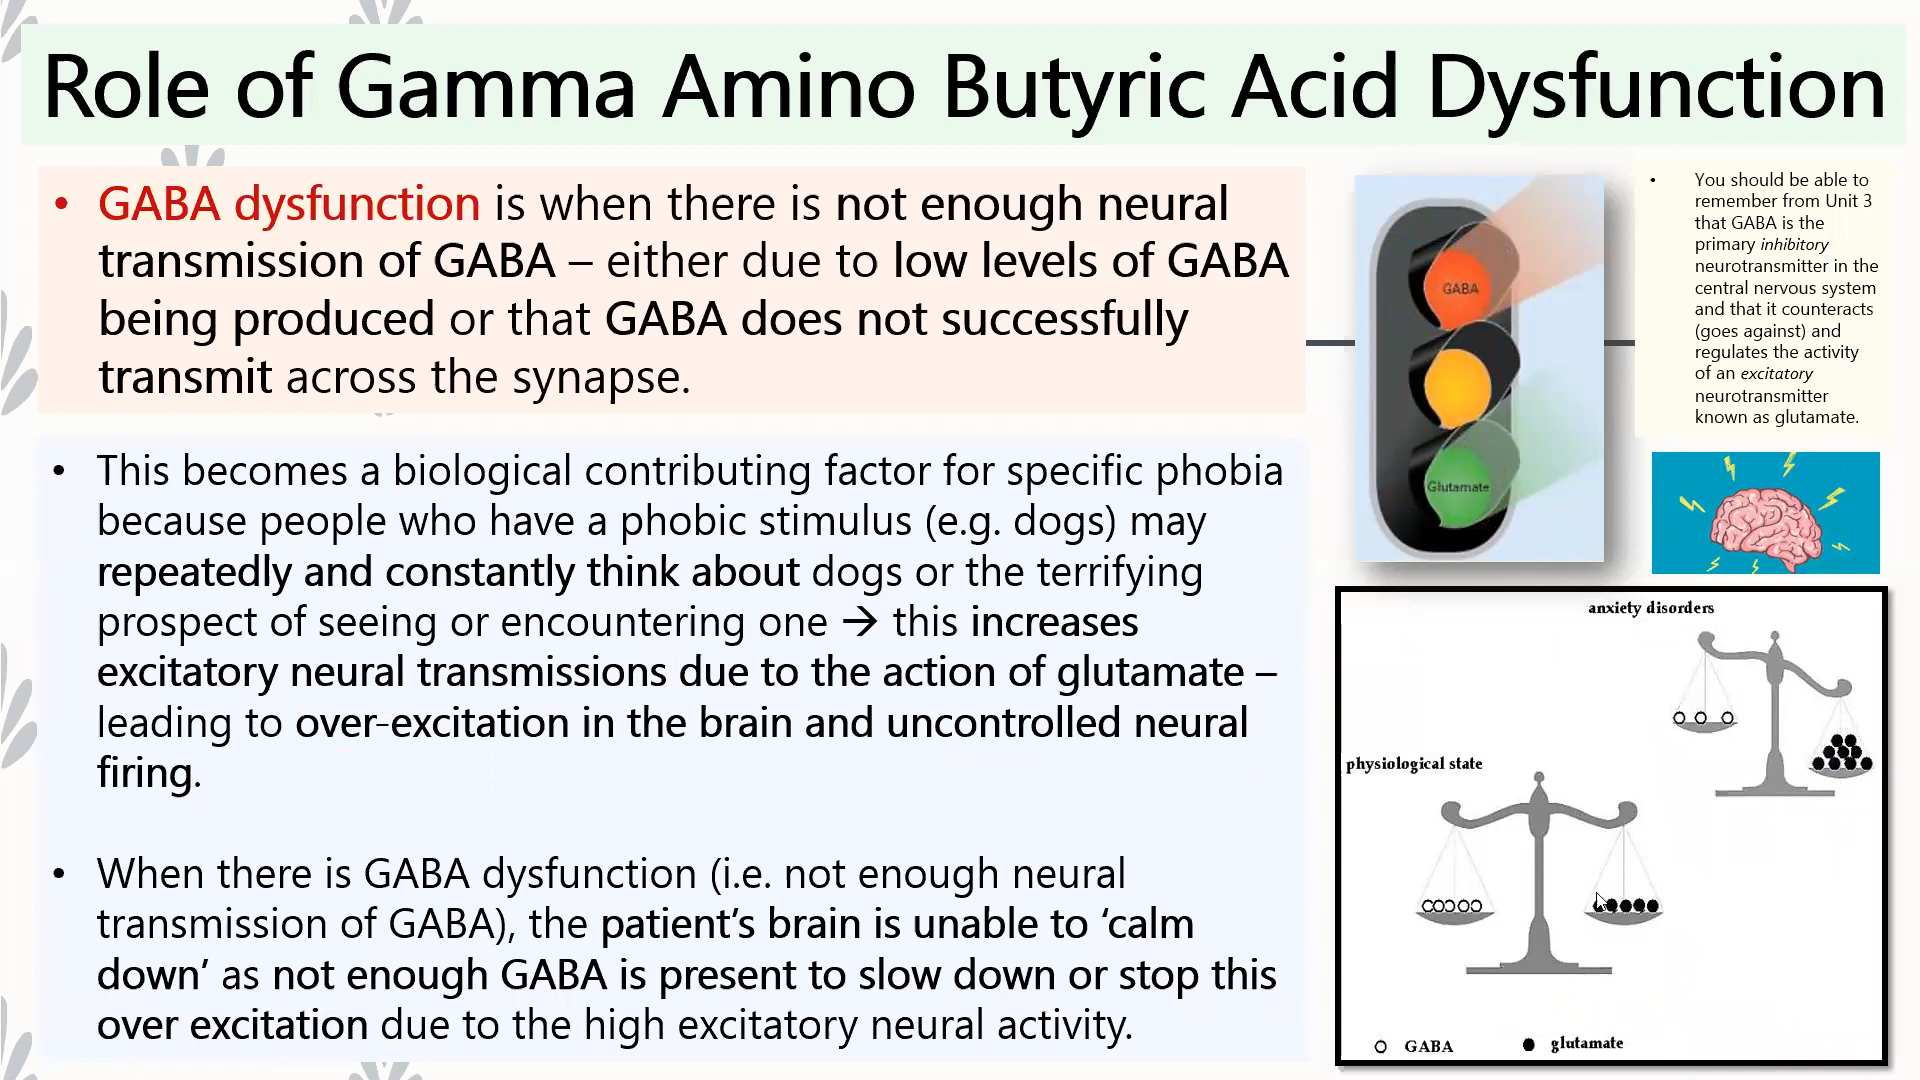 Role of Gamma Amino Butyric Acid Dysfunction
• GABA dysfunction is when there is not enough neural
transmission of GABA – either due to low levels of GABA
being produced or that GABA does not successfully
transmit across the synapse.
• This becomes a biological contributing factor for specific phobia
because people who have a phobic stimulus (e.g. dogs) may
repeatedly and constantly think about dogs or the terrifying
prospect of seeing or encountering one → this increases
excitatory neural transmissions due to the action of glutamate –
leading to over-excitation in the brain and uncontrolled neural
firing.
• When there is GABA dysfunction (i.e. not enough neural
transmission of GABA), the patient’s brain is unable to ‘calm
down’ as not enough GABA is present to slow down or stop this
over excitation due to the high excitatory neural activity.
GABA
Glutamate
• You should be able to
remember from Unit 3
that GABA is the
primary inhibitory
neurotransmitter in the
central nervous system
and that it counteracts
(goes against) and
regulates the activity
of an excitatory
neurotransmitter
known as glutamate.
anxiety disorders
physiological state
GABA
glutamate